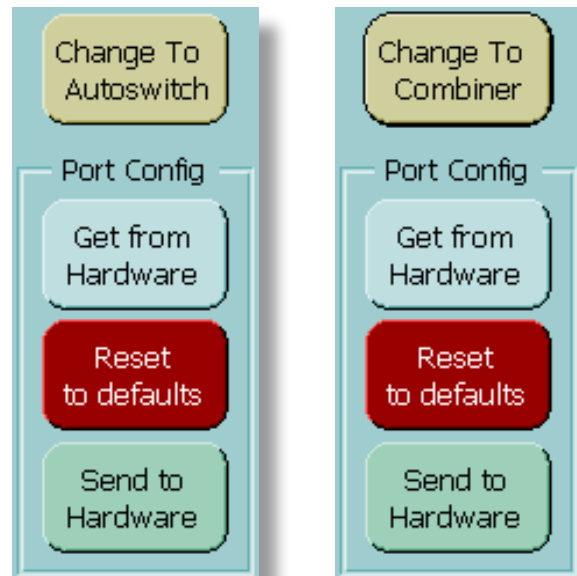 Change To
Autoswitch
Port Config
Get from
Hardware
Reset
to defaults
Send to
Hardware
Change To
Combiner
Port Config
Get from
Hardware
Reset
to defaults
Send to
Hardware